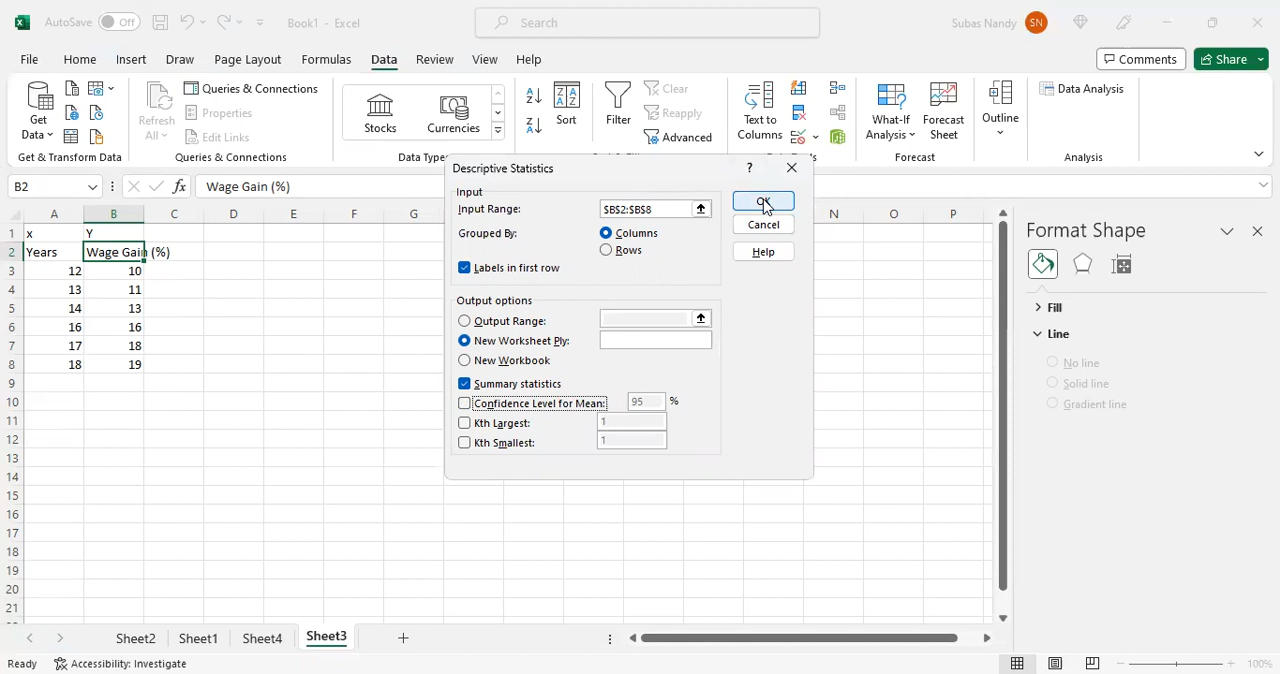 AutoSave Off Book1 - Excel Search Subas Nandy SN
File Home Insert Draw Page Layout Formulas Data Review View Help Comments Share
Get Data Refresh All Queries & Connections Properties Edit Links Stocks Currencies Sort Filter Clear Reapply Advanced Text to Columns What-If Analysis Forecast Sheet Outline Data Analysis
Get & Transform Data Queries & Connections Forecast Analysis
B2 fx Wage Gain (%)
A B C D E F G N O P
1 x Y
2 Years Wage Gain (%)
3 12 10
4 13 11
5 14 13
6 16 16
7 17 18
8 18 19
9
10
11
12
13
14
15
16
17
18
19
20
21
Descriptive Statistics ?
Input
Input Range: $B$2:$B$8
Grouped By: Columns
Rows
Labels in first row
Output options
Output Range:
New Worksheet Ply:
New Workbook
Summary statistics
Confidence Level for Mean: 95 %
Kth Largest: 1
Kth Smallest: 1
OK
Cancel
Help
Format Shape
Fill
Line
No line
Solid line
Gradient line
Sheet2 Sheet1 Sheet4 Sheet3
Ready Accessibility: Investigate 100%